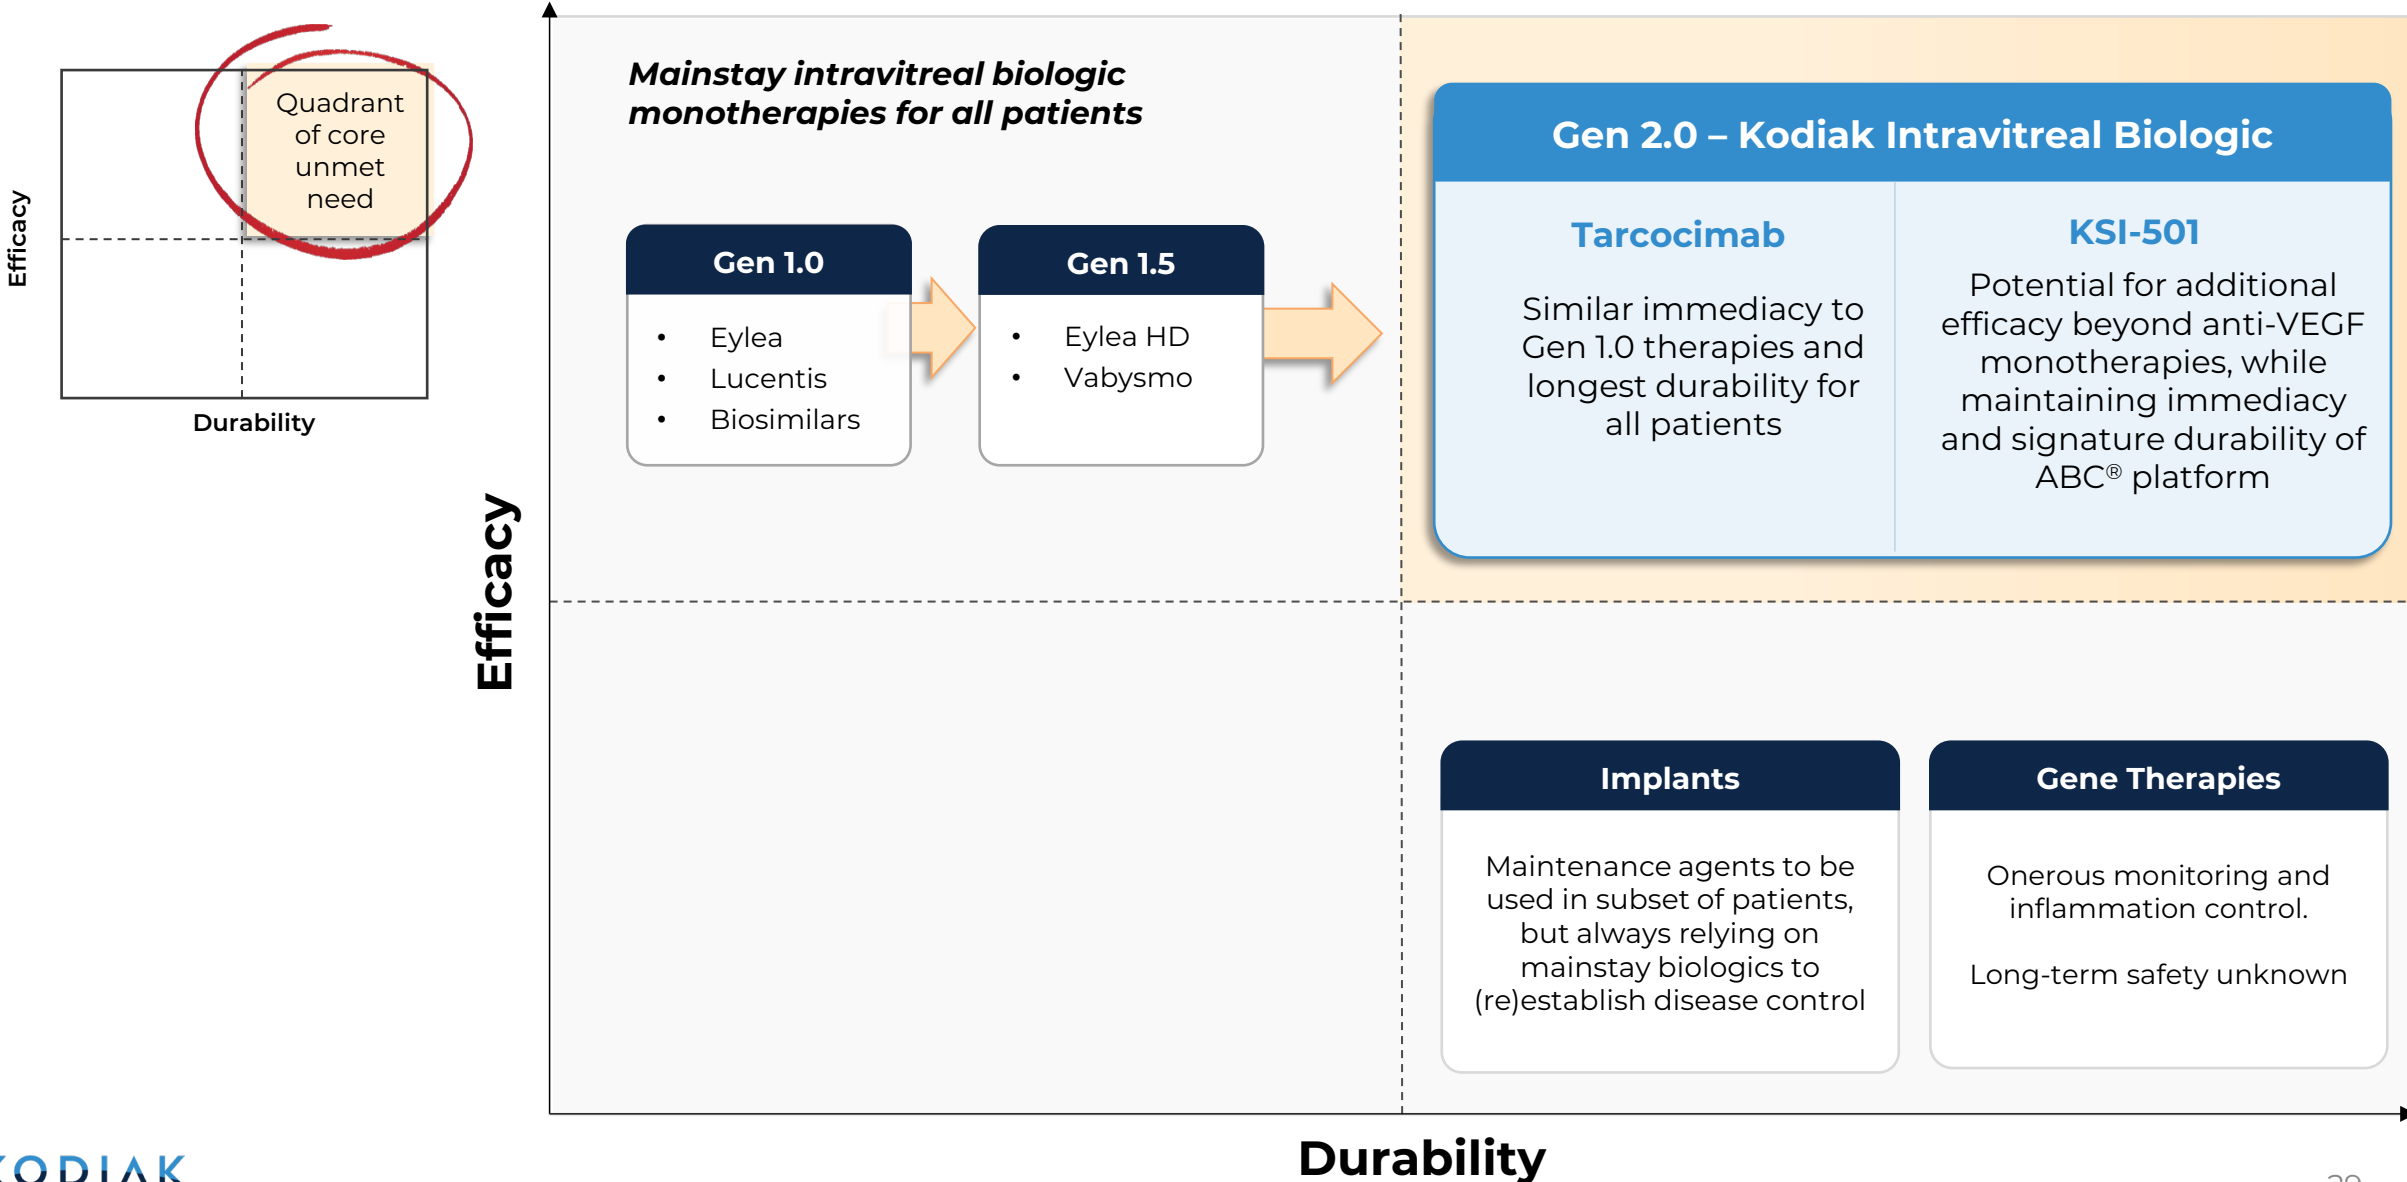 Quadrant
of core
unmet
need
Efficacy
Durability
Mainstay intravitreal biologic
monotherapies for all patients
Gen 1.0
• Eylea
• Lucentis
• Biosimilars
Gen 1.5
• Eylea HD
• Vabysmo
Gen 2.0 – Kodiak Intravitreal Biologic
Tarcocimab
Similar immediacy to
Gen 1.0 therapies and
longest durability for
all patients
KSI-501
Potential for additional
efficacy beyond anti-VEGF
monotherapies, while
maintaining immediacy
and signature durability of
ABC® platform
Efficacy
Implants
Maintenance agents to be
used in subset of patients,
but always relying on
mainstay biologics to
(re)establish disease control
Gene Therapies
Onerous monitoring and
inflammation control.
Long-term safety unknown
Durability
KODIAK